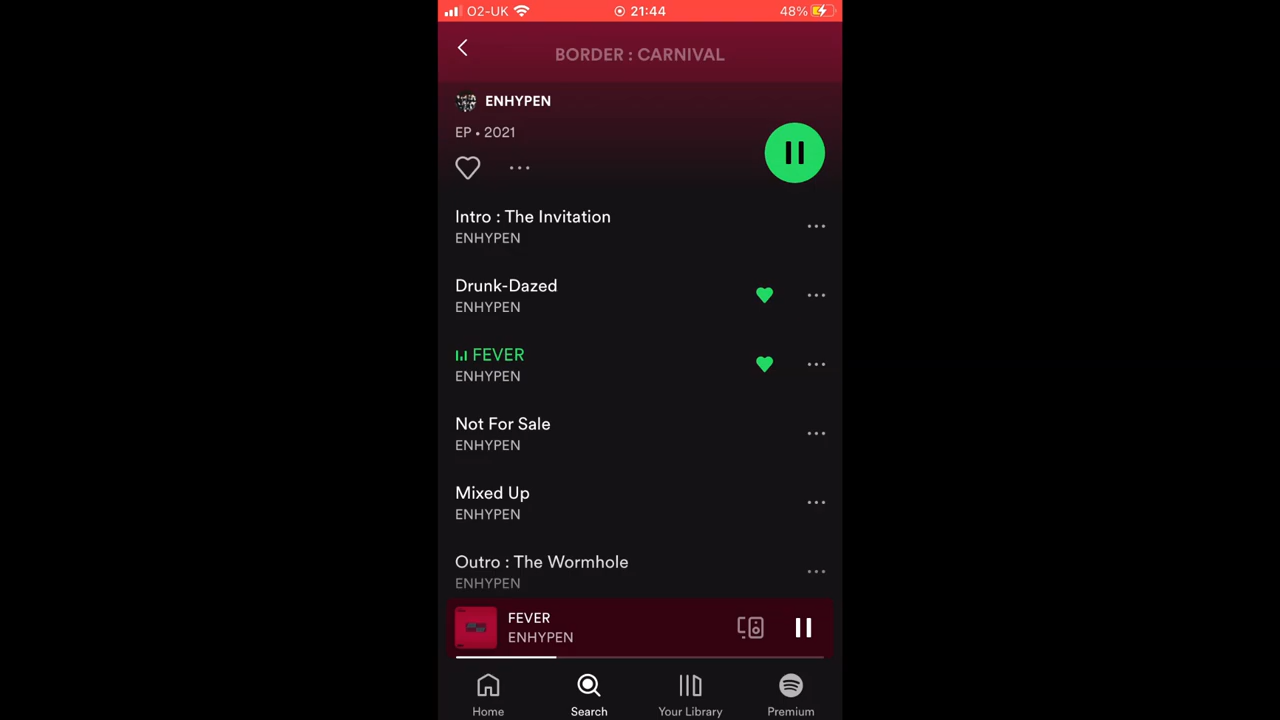 O2-UK 21:44 48%
BORDER : CARNIVAL
ENHYPEN
EP • 2021
Intro : The Invitation
ENHYPEN
Drunk-Dazed
ENHYPEN
FEVER
ENHYPEN
Not For Sale
ENHYPEN
Mixed Up
ENHYPEN
Outro : The Wormhole
ENHYPEN
FEVER
ENHYPEN
Home Search Your Library Premium